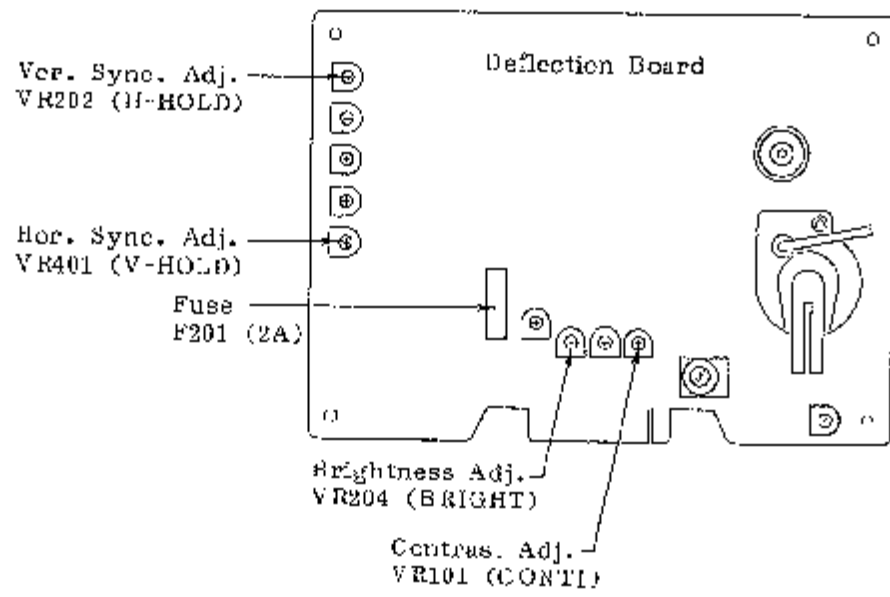 Deflection Board
Ver. Sync. Adj.
VR202 (H-HOLD)
Hor. Sync. Adj.
VR401 (V-HOLD)
Fuse
F201 (2A)
Brightness Adj.
VR204 (BRIGHT)
Contras. Adj.
VR101